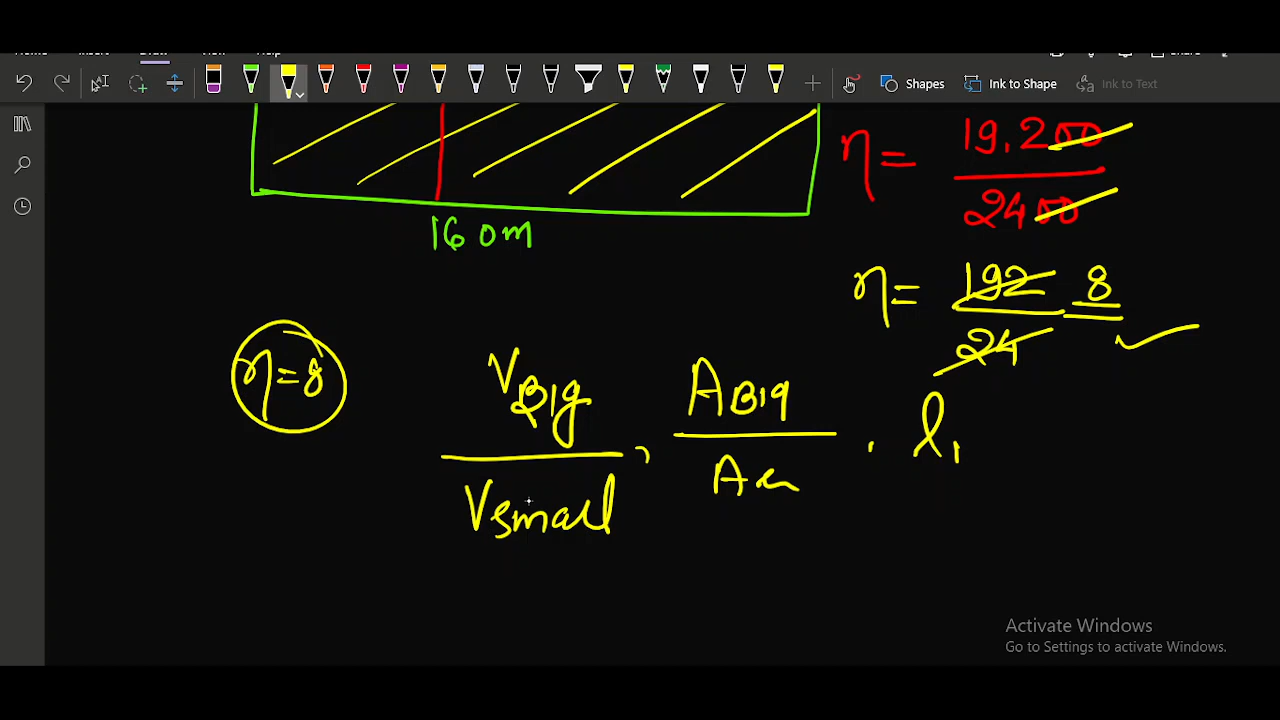 Shapes Ink to Shape Ink to Text
η = 19,200 / 2400
160m
η = 192 / 24 8
η = 8
VBig / Vsmall , ABig / A . l1
Activate Windows
Go to Settings to activate Windows.